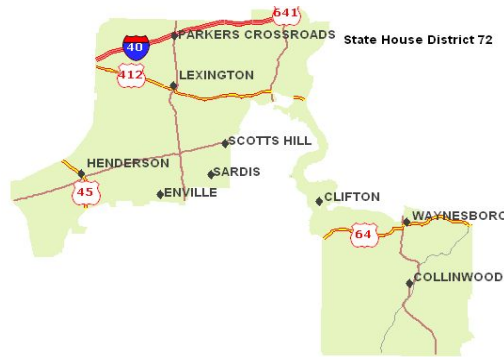 641
PARKERS CROSSROADS
State House District 72
40
412
LEXINGTON
SCOTTS HILL
HENDERSON
SARDIS
45
ENVILLE
CLIFTON
WAYNESBORO
64
COLLINWOOD